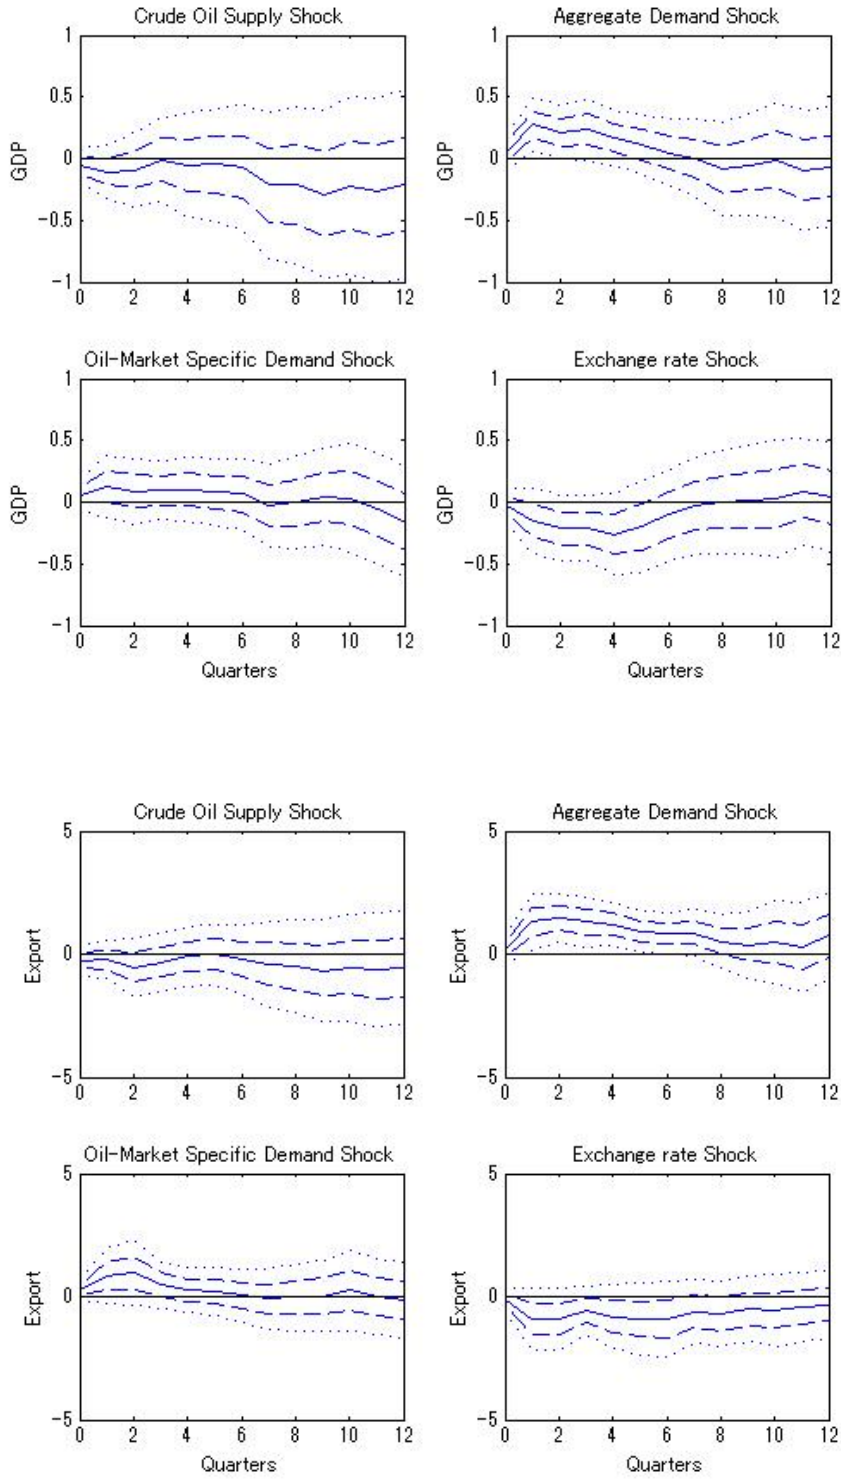 Crude Oil Supply Shock
GDP
1
0.5
0
-0.5
-1
0 2 4 6 8 10 12
Aggregate Demand Shock
GDP
1
0.5
0
-0.5
-1
0 2 4 6 8 10 12
Oil-Market Specific Demand Shock
GDP
1
0.5
0
-0.5
-1
0 2 4 6 8 10 12
Quarters
Exchange rate Shock
GDP
1
0.5
0
-0.5
-1
0 2 4 6 8 10 12
Quarters
Crude Oil Supply Shock
Export
5
0
-5
0 2 4 6 8 10 12
Aggregate Demand Shock
Export
5
0
-5
0 2 4 6 8 10 12
Oil-Market Specific Demand Shock
Export
5
0
-5
0 2 4 6 8 10 12
Quarters
Exchange rate Shock
Export
5
0
-5
0 2 4 6 8 10 12
Quarters